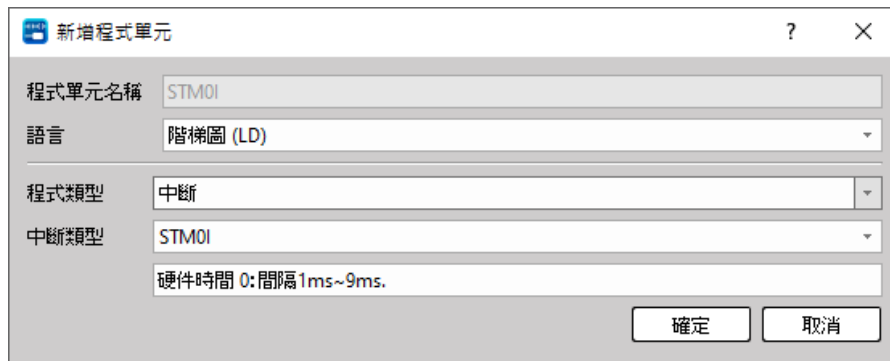 新增程式單元 ?
程式單元名稱 STM0I
語言 階梯圖 (LD)
程式類型 中斷
中斷類型 STM0I
硬件時間 0:間隔1ms~9ms.
確定 取消